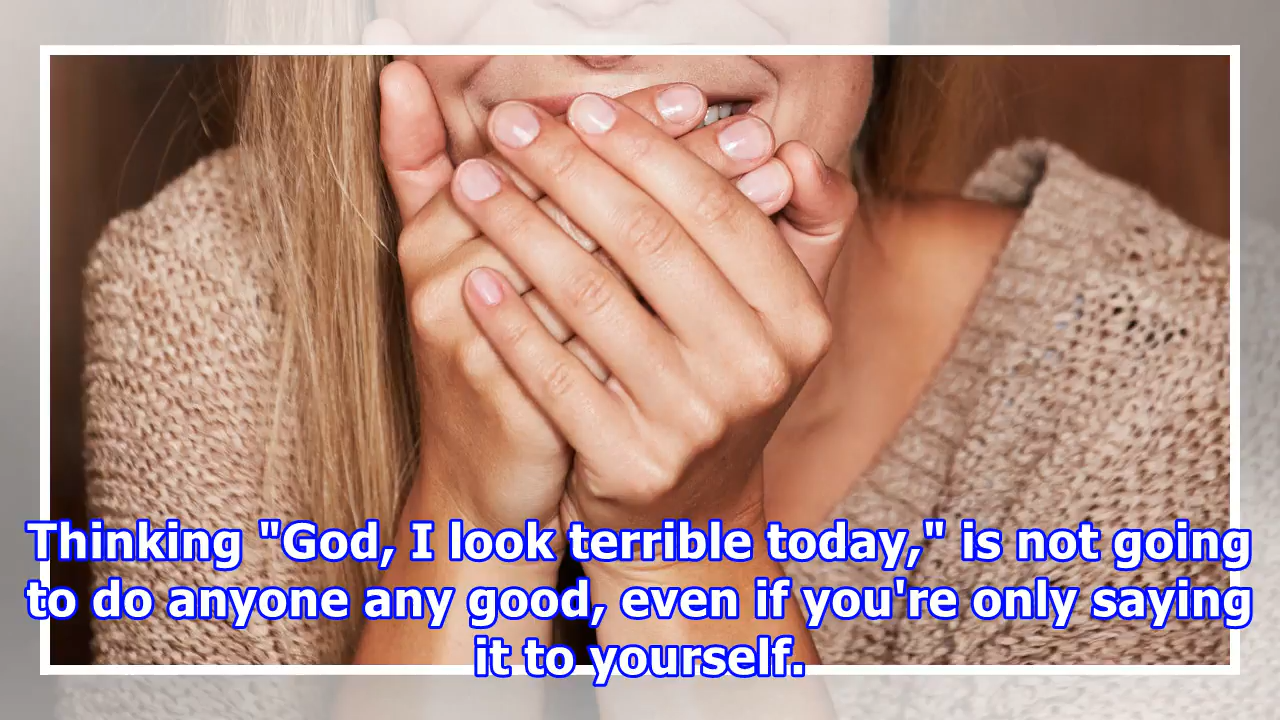 Thinking "God, I look terrible today," is not going
to do anyone any good, even if you're only saying
it to yourself.